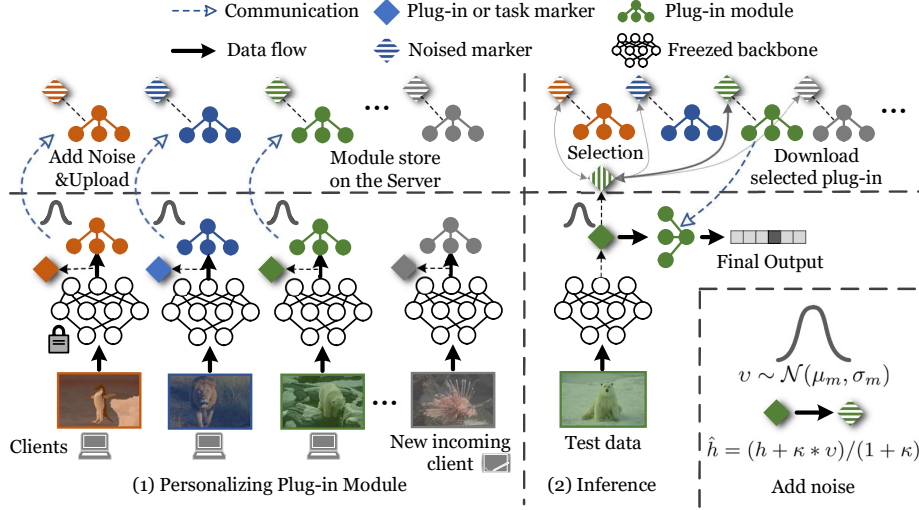 Communication
Plug-in or task marker
Plug-in module
Data flow
Noised marker
Freezed backbone
Add Noise
&Upload
Module store
on the Server
...
Selection
Download
selected plug-in
...
Final Output
...
Clients
New incoming
client
Test data
υ ∼ N(μ_m, σ_m)
ĥ = (h + κ * υ)/(1 + κ)
Add noise
(1) Personalizing Plug-in Module
(2) Inference